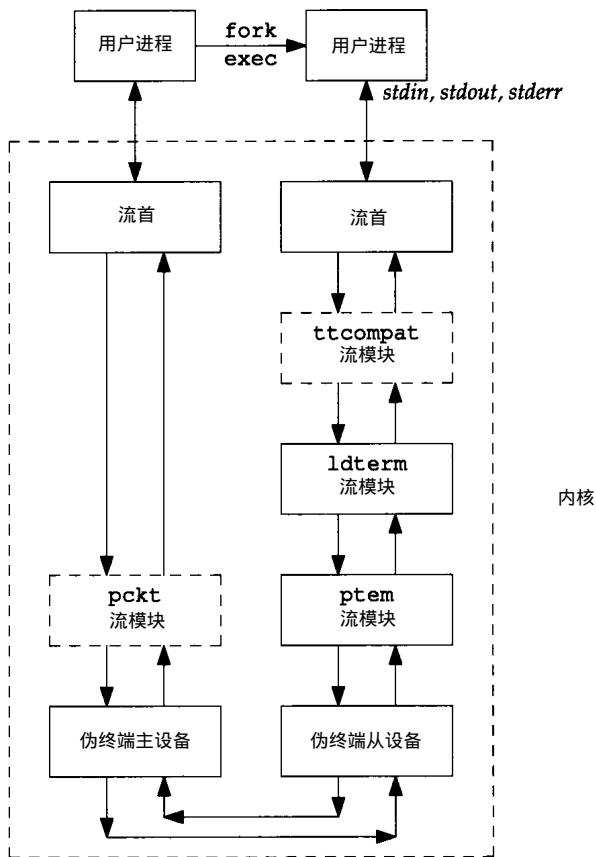 用户进程
fork
exec
用户进程
stdin, stdout, stderr
流首
流首
ttcompat
流模块
ldterm
流模块
内核
pckt
流模块
ptem
流模块
伪终端主设备
伪终端从设备